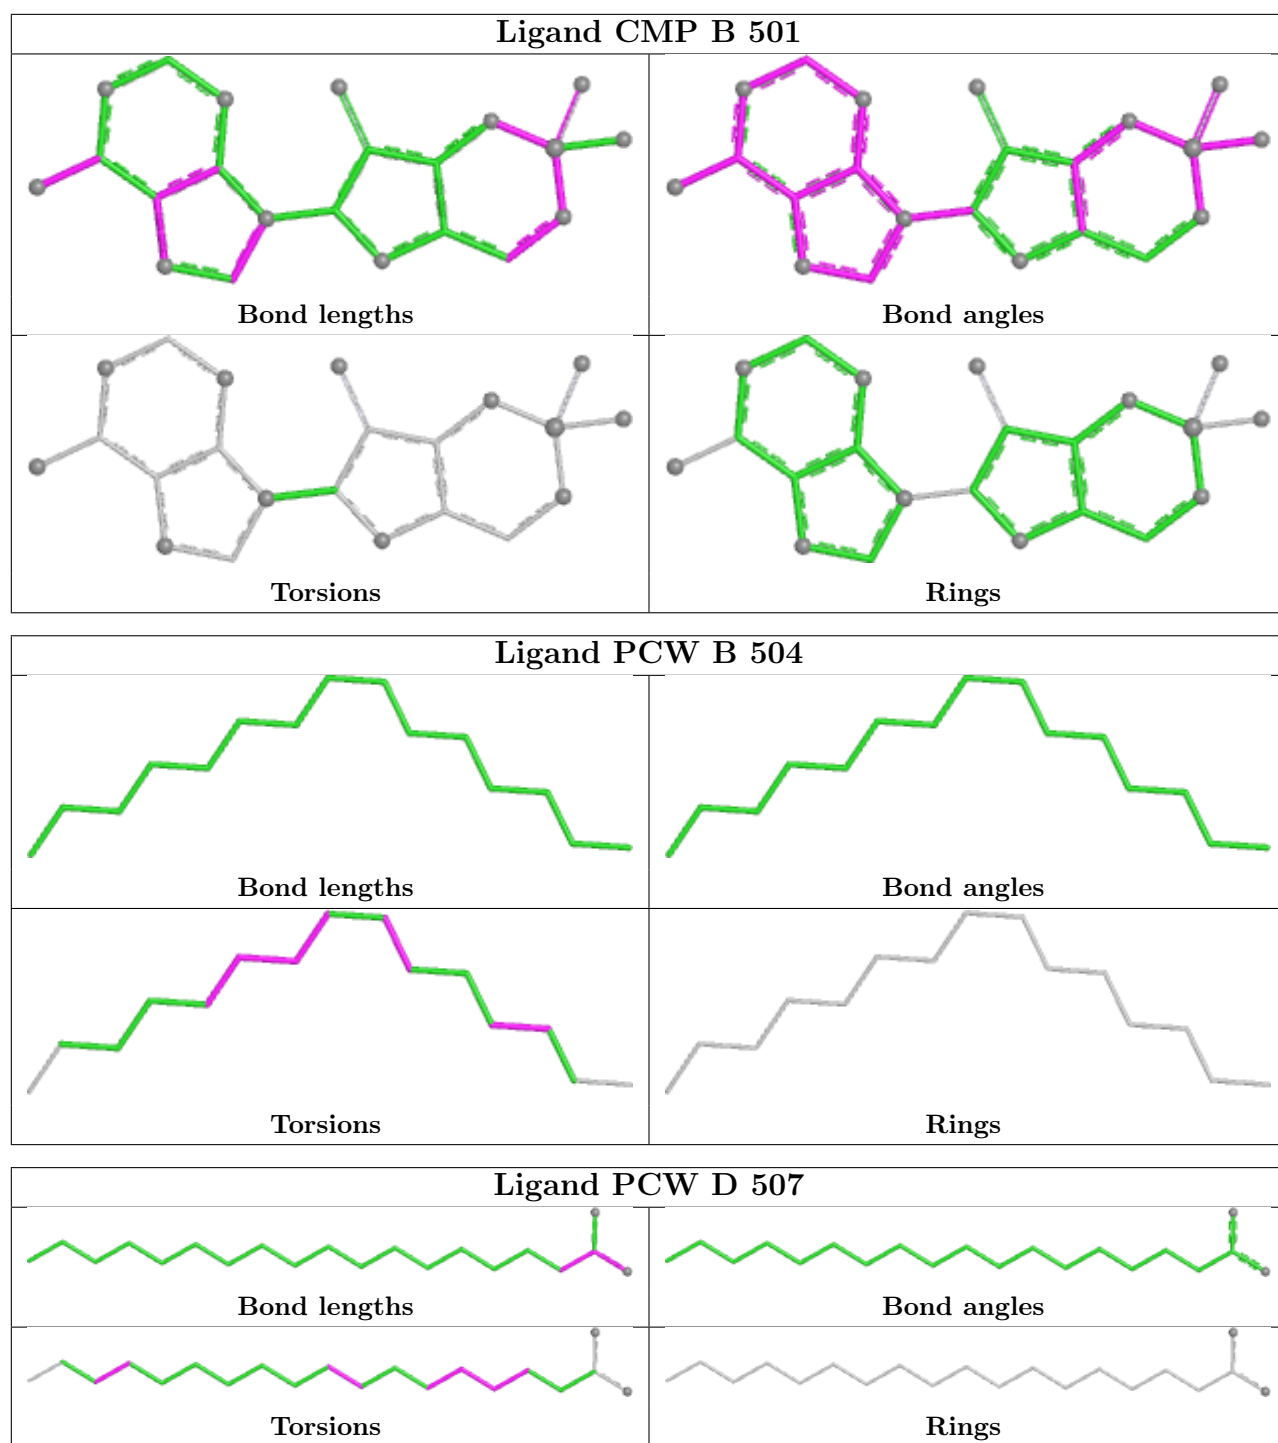 Ligand CMP B 501
Bond lengths
Bond angles
Torsions
Rings
Ligand PCW B 504
Bond lengths
Bond angles
Torsions
Rings
Ligand PCW D 507
Bond lengths
Bond angles
Torsions
Rings